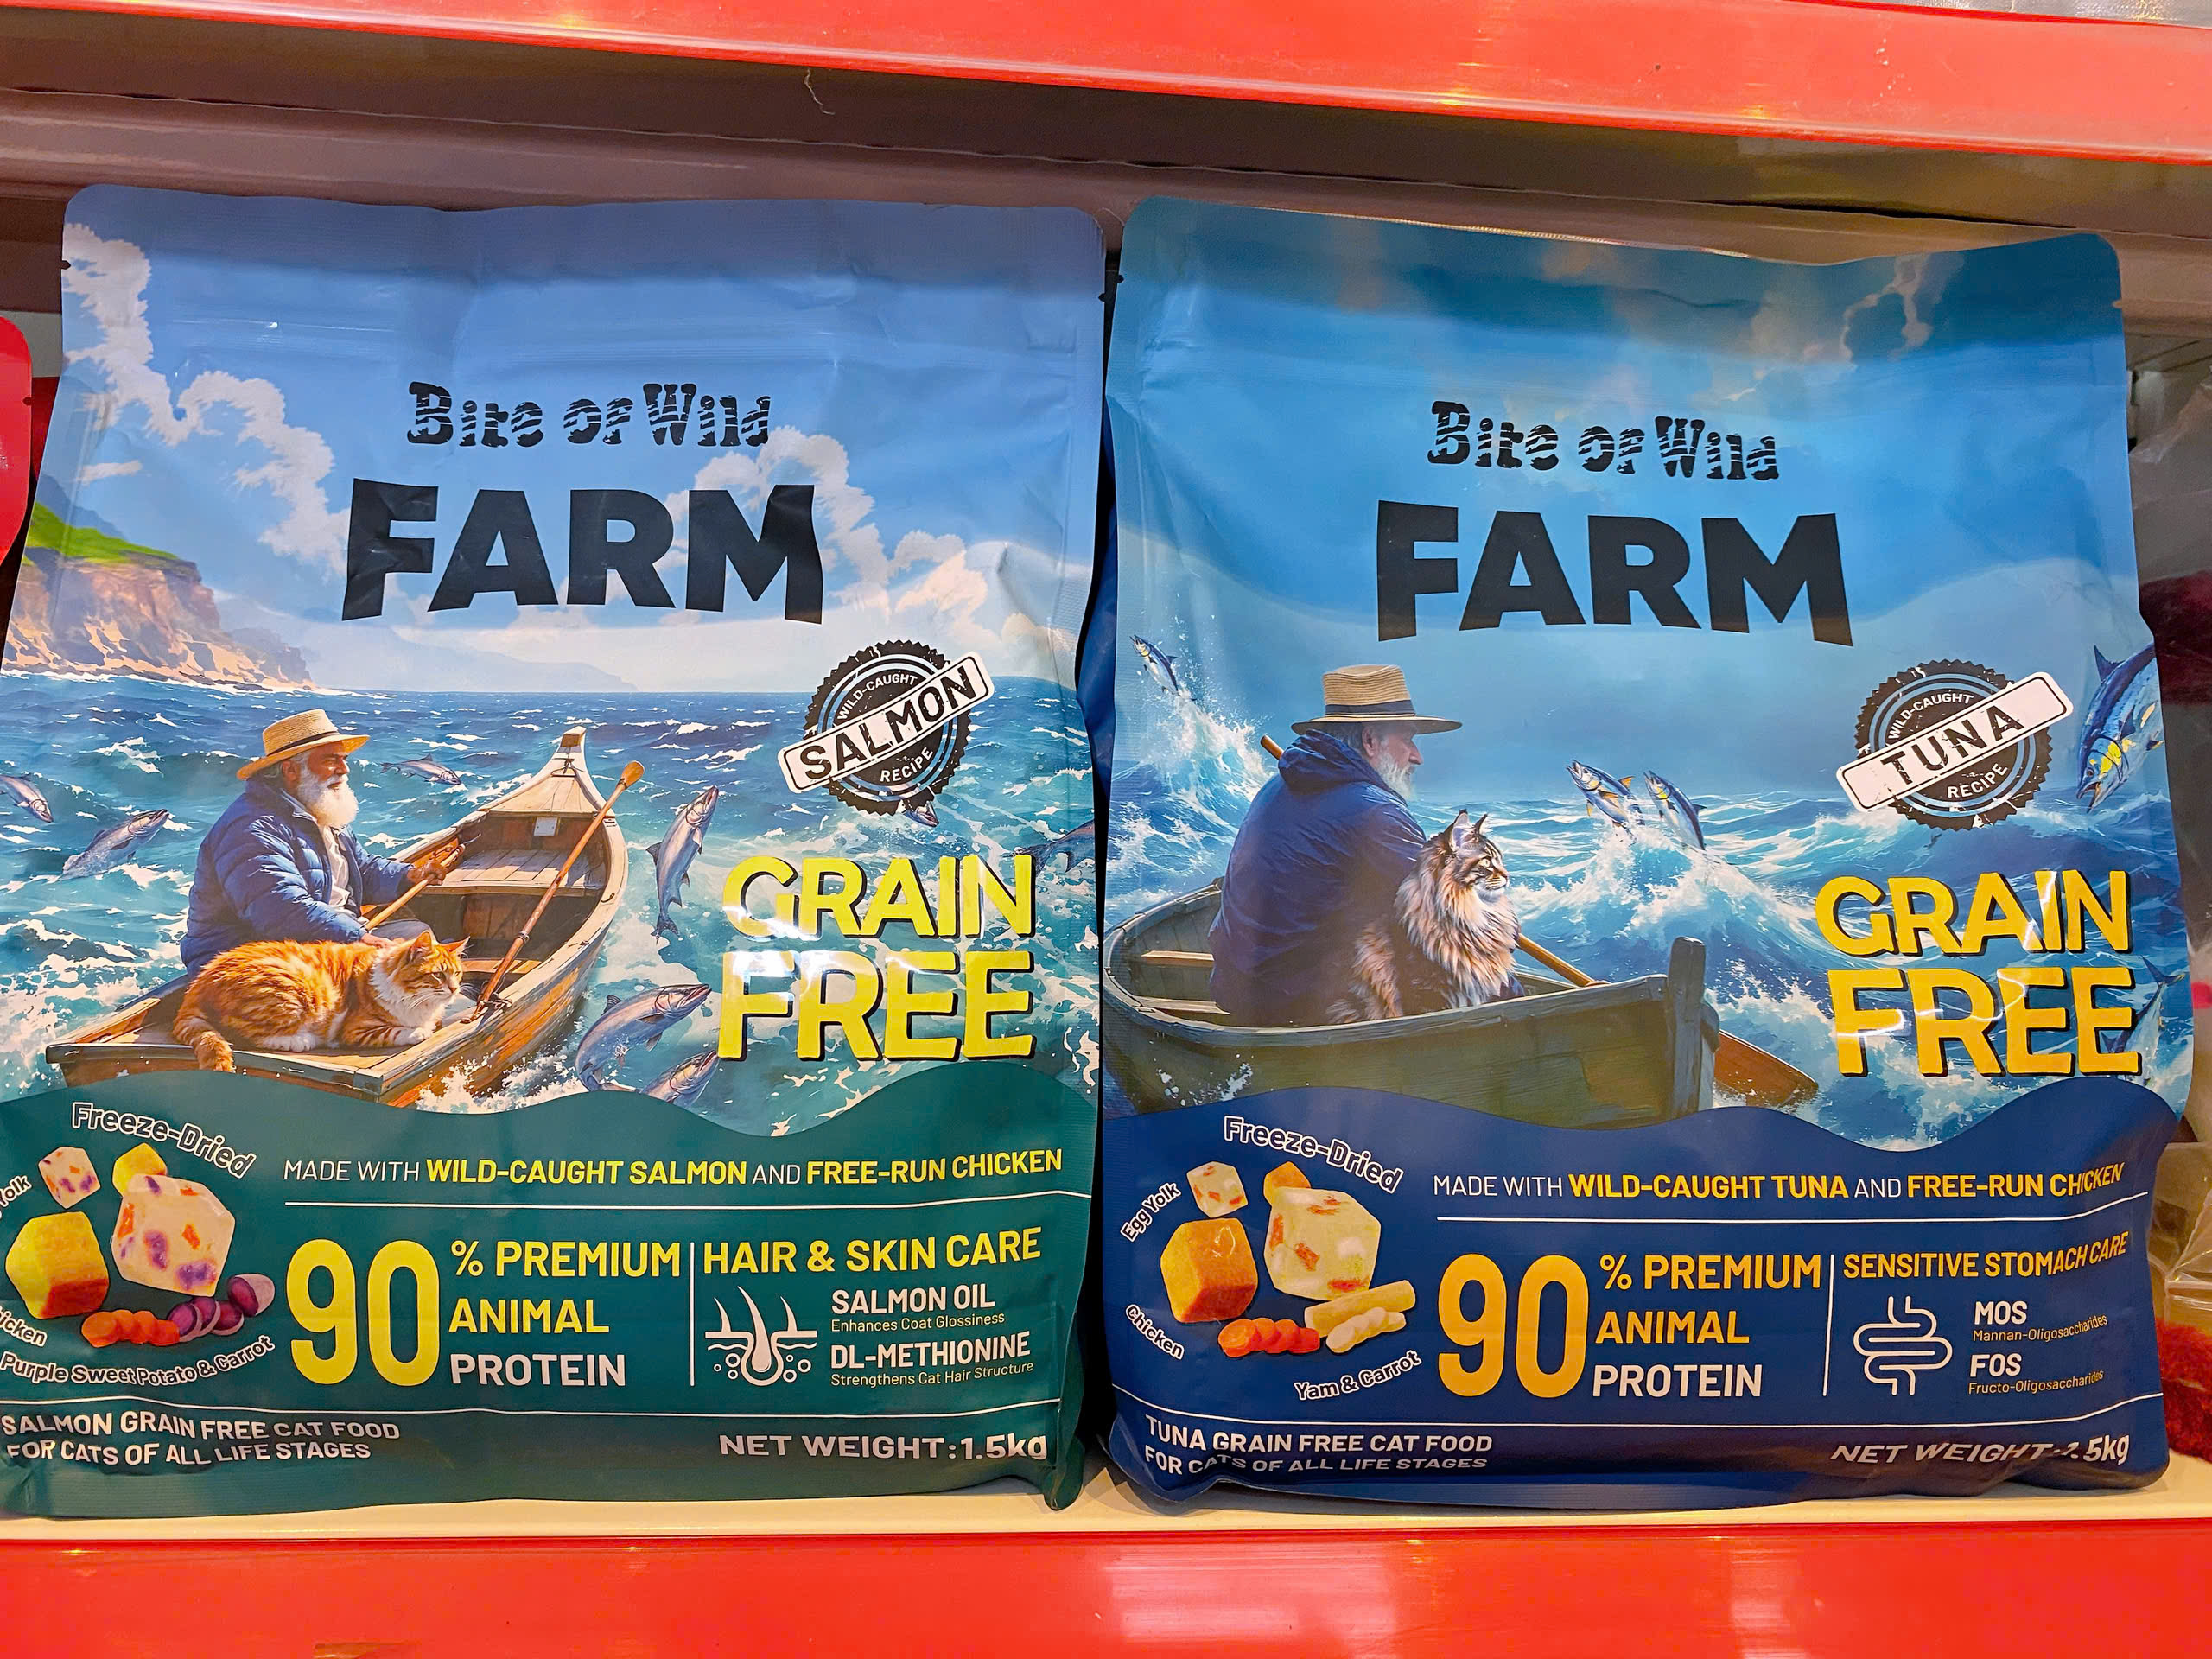 Bite of Wild
FARM
WILD-CAUGHT
SALMON
RECIPE
GRAIN
FREE
Freeze-Dried
Yolk
Purple Sweet Potato & Carrot
MADE WITH WILD-CAUGHT SALMON AND FREE-RUN CHICKEN
90 % PREMIUM
ANIMAL
PROTEIN
HAIR & SKIN CARE
SALMON OIL
Enhances Coat Glossiness
DL-METHIONINE
Strengthens Cat Hair Structure
SALMON GRAIN FREE CAT FOOD
FOR CATS OF ALL LIFE STAGES
NET WEIGHT:1.5kg
Bite of Wild
FARM
WILD-CAUGHT
TUNA
RECIPE
GRAIN
FREE
Freeze-Dried
Egg Yolk
Chicken
Yam & Carrot
MADE WITH WILD-CAUGHT TUNA AND FREE-RUN CHICKEN
90 % PREMIUM
ANIMAL
PROTEIN
SENSITIVE STOMACH CARE
MOS
Mannan-Oligosaccharides
FOS
Fructo-Oligosaccharides
TUNA GRAIN FREE CAT FOOD
FOR CATS OF ALL LIFE STAGES
NET WEIGHT:1.5kg